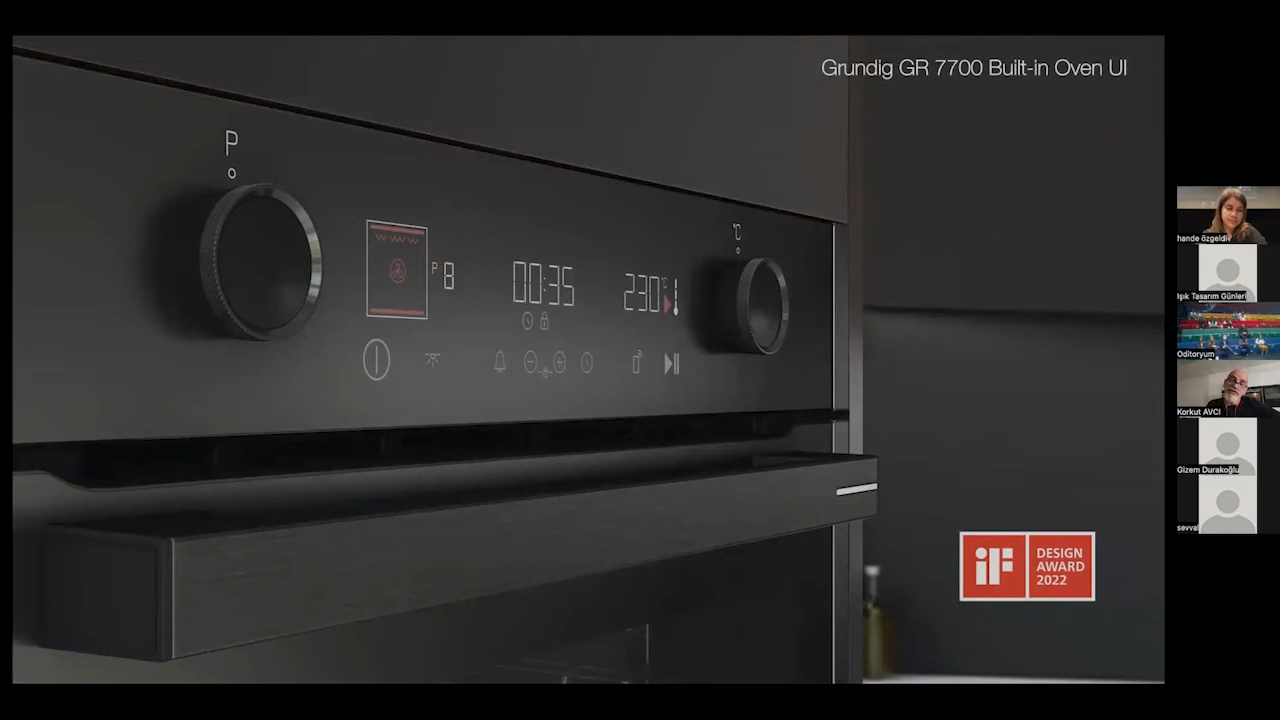 Grundig GR 7700 Built-in Oven UI
P
°C
P 8
00:35
230°C
iF
DESIGN
AWARD
2022
hande özgeldi
Işık Tasarım Günleri
Oditoryum
Korkut AVCI
Gizem Durakoğlu
sevval